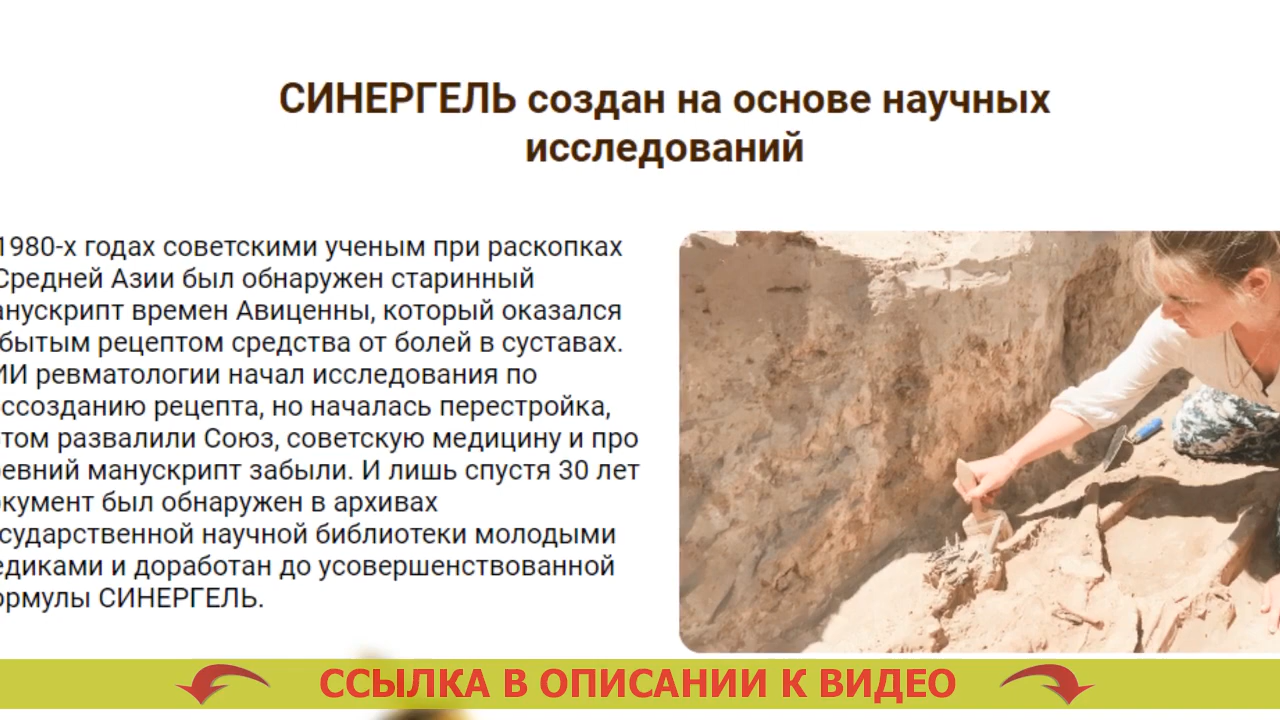 СИНЕРГЕЛЬ создан на основе научных
исследований
1980-х годах советскими ученым при раскопках
Средней Азии был обнаружен старинный
анускрипт времен Авиценны, который оказался
бытым рецептом средства от болей в суставах.
ИИ ревматологии начал исследования по
ссозданию рецепта, но началась перестройка,
том развалили Союз, советскую медицину и про
евний манускрипт забыли. И лишь спустя 30 лет
кумент был обнаружен в архивах
сударственной научной библиотеки молодыми
едиками и доработан до усовершенствованной
ормулы СИНЕРГЕЛЬ.
ССЫЛКА В ОПИСАНИИ К ВИДЕО